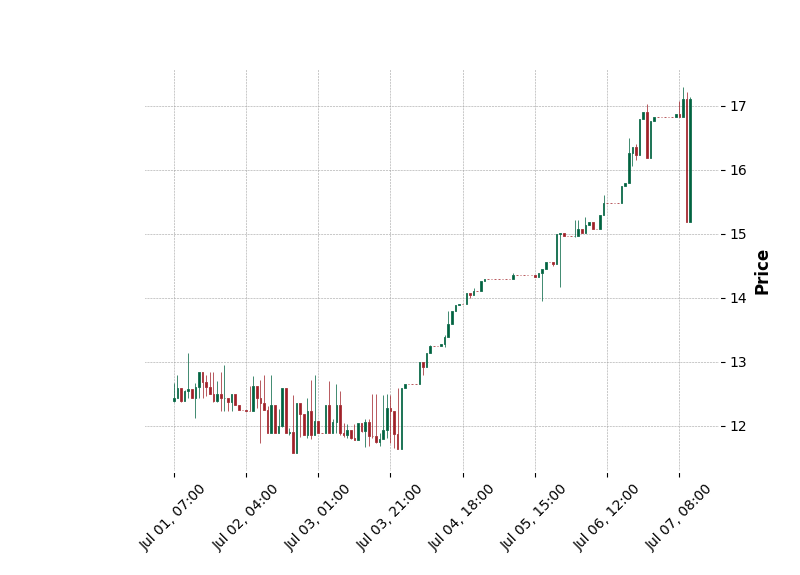 17
16
15
14
13
12
Price
Jul 01, 07:00
Jul 02, 04:00
Jul 03, 01:00
Jul 03, 21:00
Jul 04, 18:00
Jul 05, 15:00
Jul 06, 12:00
Jul 07, 08:00